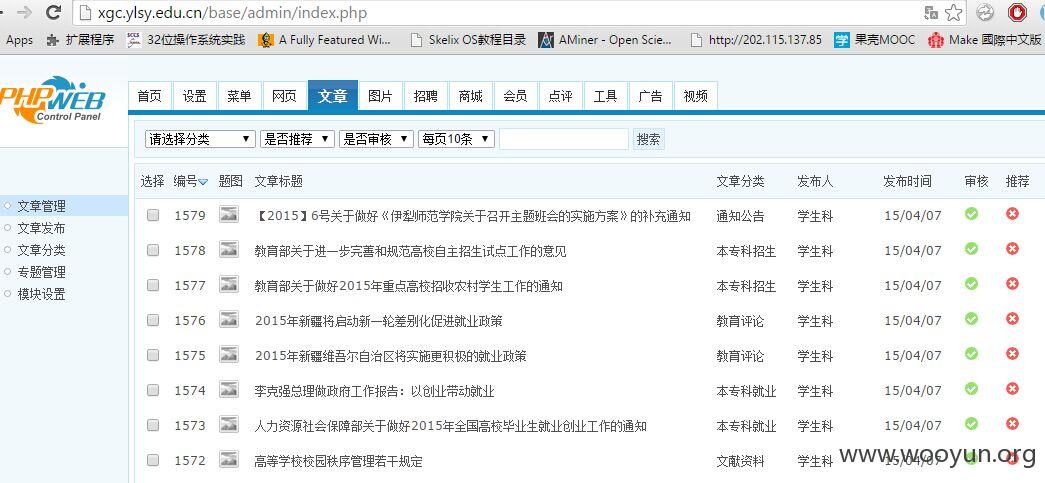 xgc.ylsy.edu.cn/base/admin/index.php
Apps 扩展程序 32位操作系统实践 A Fully Featured Wi... Skelix OS教程目录 AMiner - Open Scie... http://202.115.137.85 果壳MOOC Make 國際中文版
PHPWEB
Control Panel
首页 设置 菜单 网页 文章 图片 招聘 商城 会员 点评 工具 广告 视频
请选择分类 是否推荐 是否审核 每页10条 搜索
文章管理
文章发布
文章分类
专题管理
模块设置
选择 编号 题图 文章标题 文章分类 发布人 发布时间 审核 推荐
1579 【2015】6号关于做好《伊犁师范学院关于召开主题班会的实施方案》的补充通知 通知公告 学生科 15/04/07
1578 教育部关于进一步完善和规范高校自主招生试点工作的意见 本专科招生 学生科 15/04/07
1577 教育部关于做好2015年重点高校招收农村学生工作的通知 本专科招生 学生科 15/04/07
1576 2015年新疆将启动新一轮差别化促进就业政策 教育评论 学生科 15/04/07
1575 2015年新疆维吾尔自治区将实施更积极的就业政策 教育评论 学生科 15/04/07
1574 李克强总理做政府工作报告：以创业带动就业 本专科就业 学生科 15/04/07
1573 人力资源社会保障部关于做好2015年全国高校毕业生就业创业工作的通知 本专科就业 学生科 15/04/07
1572 高等学校校园秩序管理若干规定 文献资料 学生科 15/04/07
www.wooyun.org